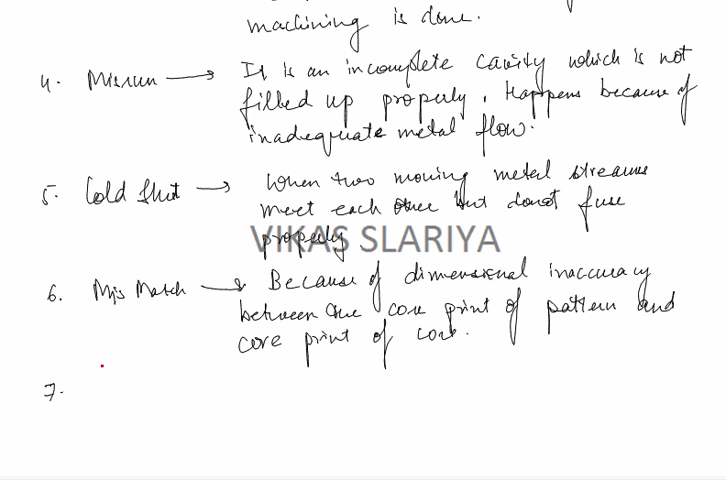 machining is done.
4. Misrun → It is an incomplete cavity which is not
filled up properly. Happens because of
inadequate metal flow.
5. Cold Shut → When two moving metal streams
meet each other but donot fuse
properly
VIKAS SLARIYA
6. Mis Match → Because of dimensional inaccuracy
between the core print of pattern and
core print of core.
7.